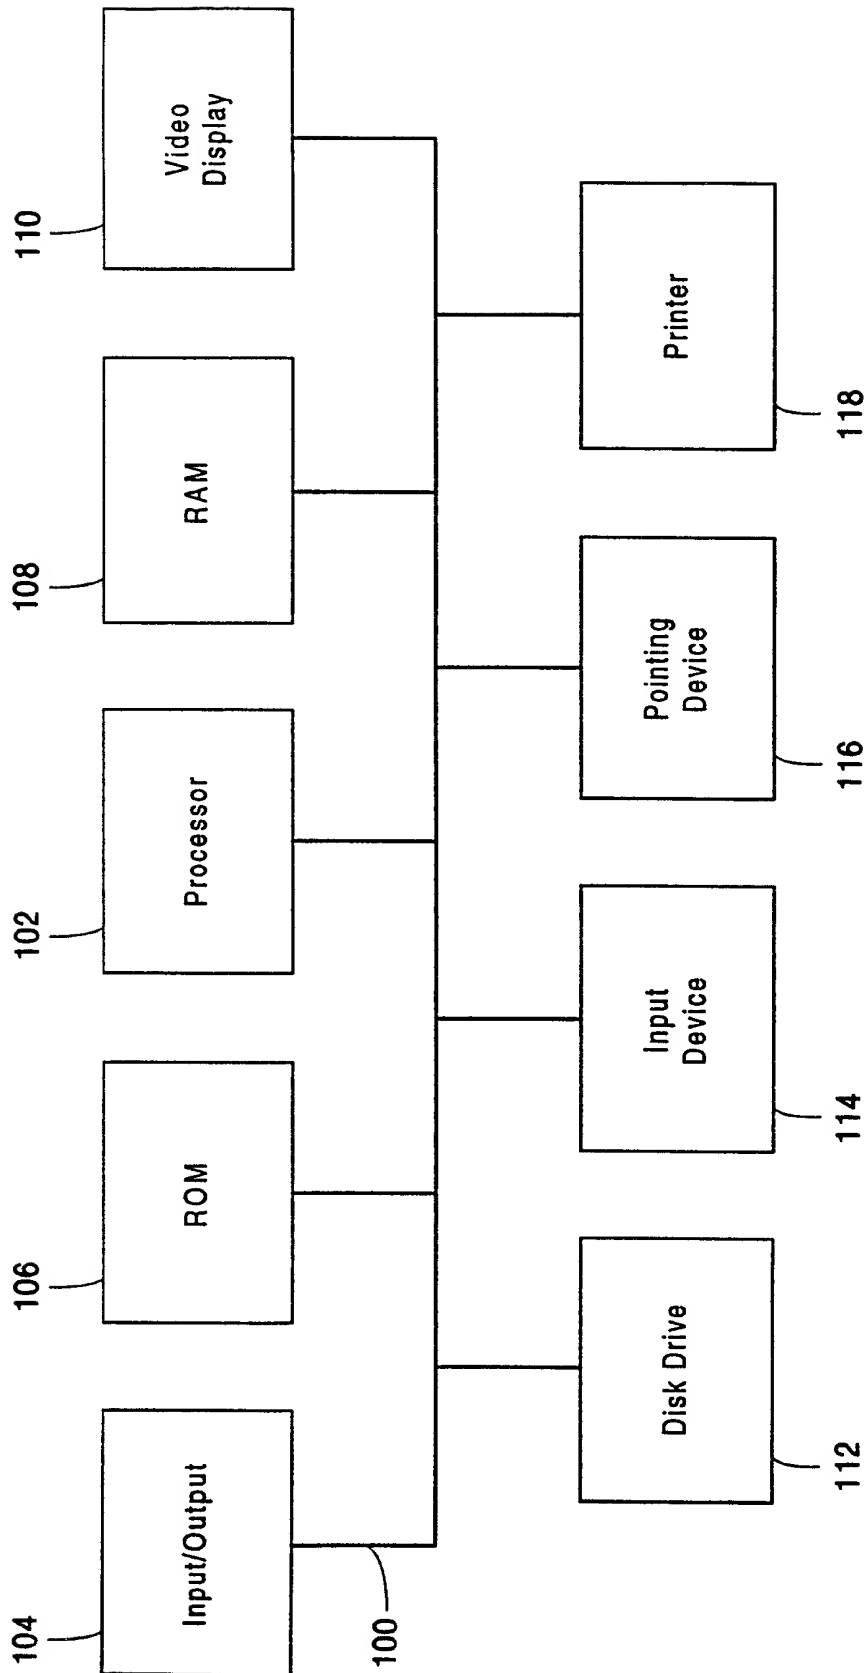 104
106
102
108
110
Input/Output
ROM
Processor
RAM
Video
Display
100
Disk Drive
Input
Device
Pointing
Device
Printer
112
114
116
118